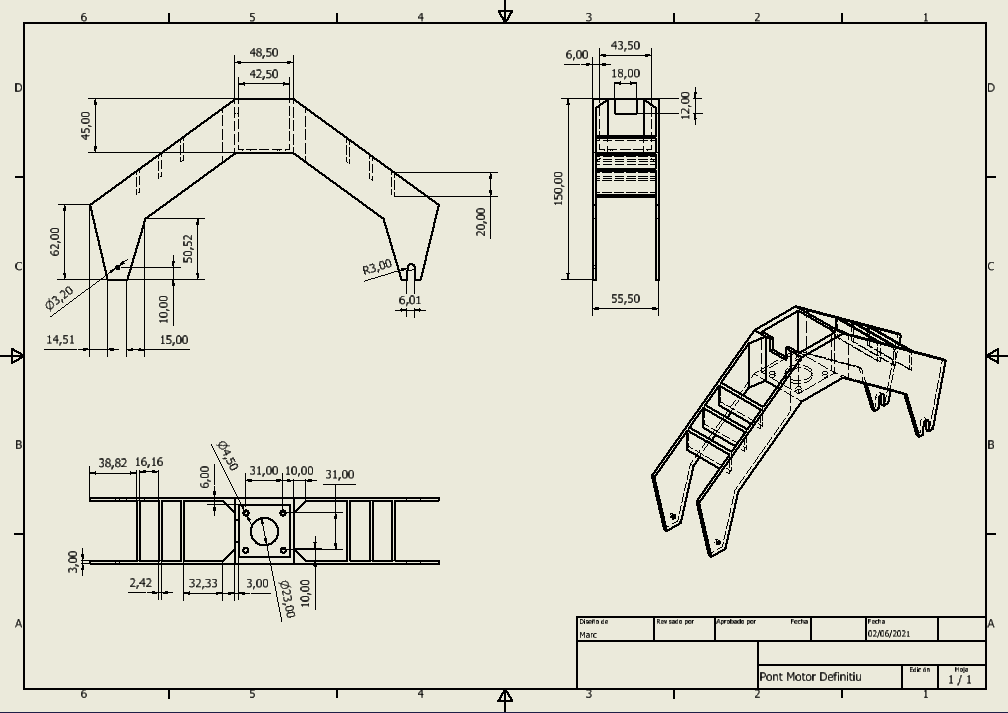 6 5 4 3 2 1
D D
C C
B B
A A
48,50
42,50
45,00
62,00
50,52
20,00
R3,00
6,01
Ø3,20
10,00
14,51 15,00
43,50
6,00
18,00
12,00
150,00
55,50
38,82 16,16
6,00
Ø4,50
31,00 10,00 31,00
3,00
2,42 32,33 3,00
Ø23,00
10,00
Diseño de Revisado por Aprobado por Fecha Fecha
Marc 02/06/2021
Pont Motor Definitiu
Edición Hoja
1 / 1
6 5 4 3 2 1